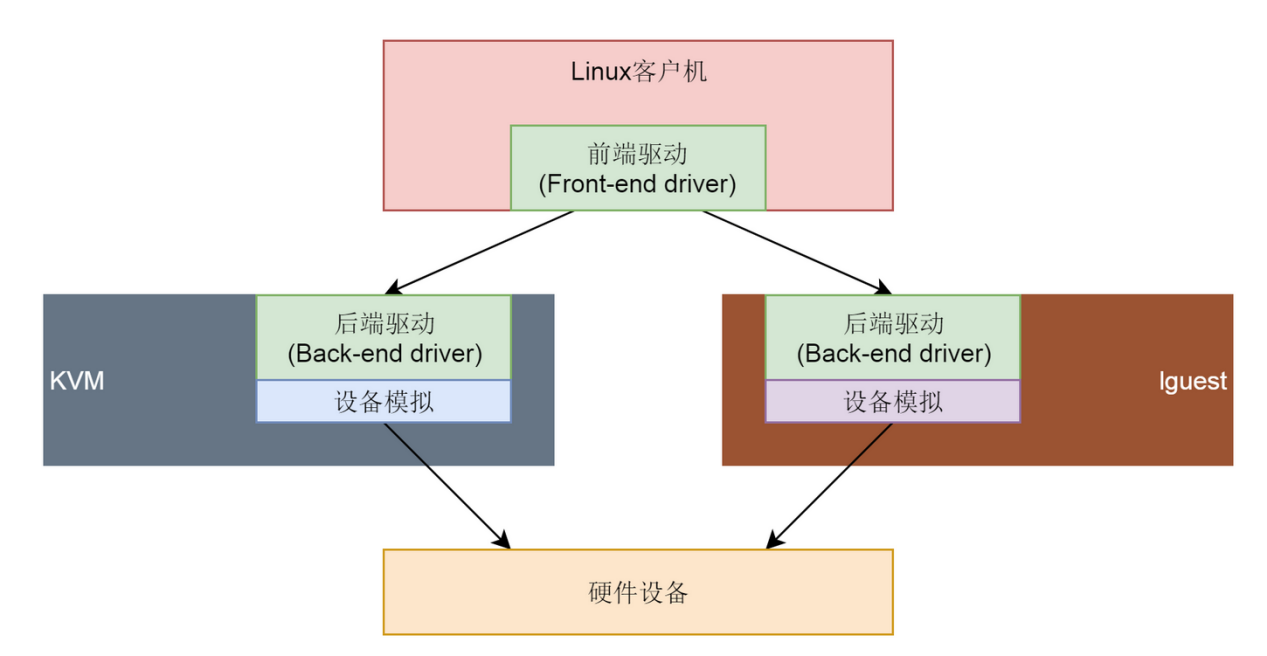 Linux客户机
前端驱动
(Front-end driver)
后端驱动
(Back-end driver)
KVM
设备模拟
后端驱动
(Back-end driver)
lguest
设备模拟
硬件设备